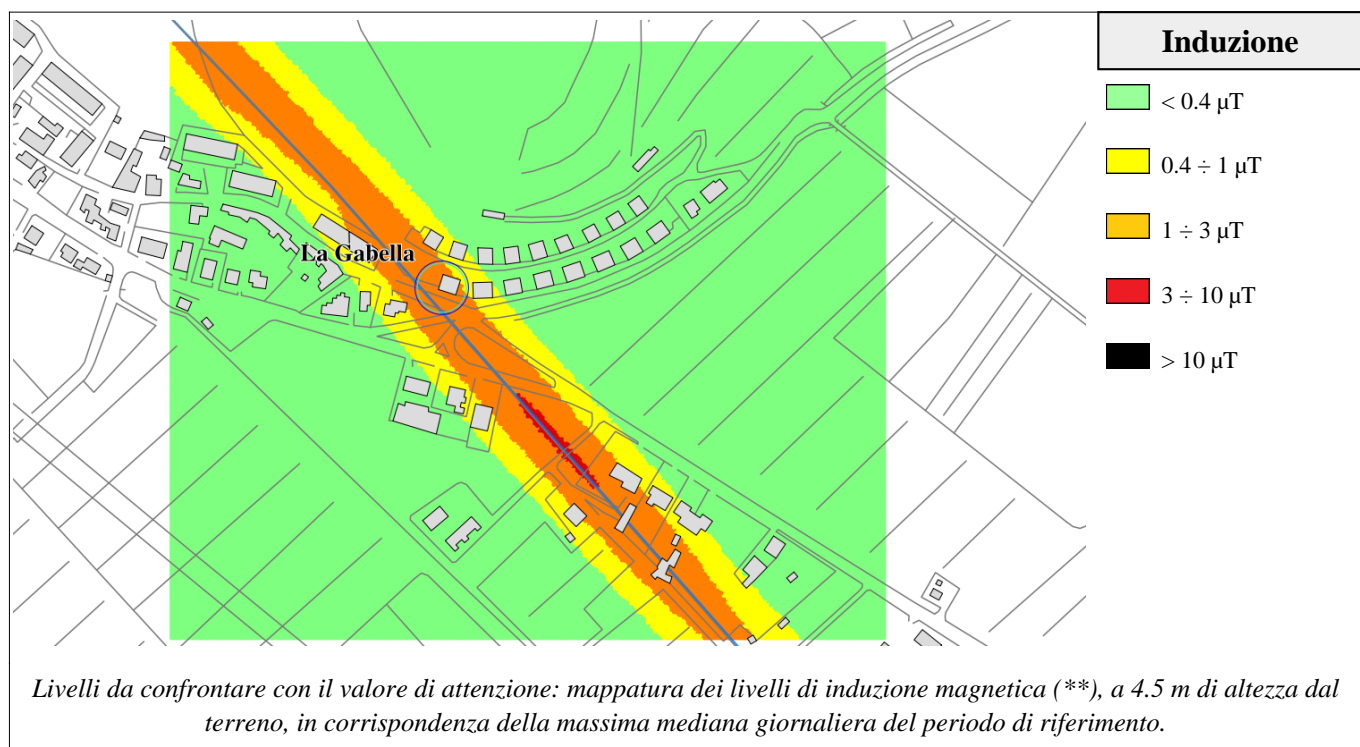 Induzione
< 0.4 µT
0.4 ÷ 1 µT
1 ÷ 3 µT
3 ÷ 10 µT
> 10 µT
La Gabella
Livelli da confrontare con il valore di attenzione: mappatura dei livelli di induzione magnetica (**), a 4.5 m di altezza dal
terreno, in corrispondenza della massima mediana giornaliera del periodo di riferimento.